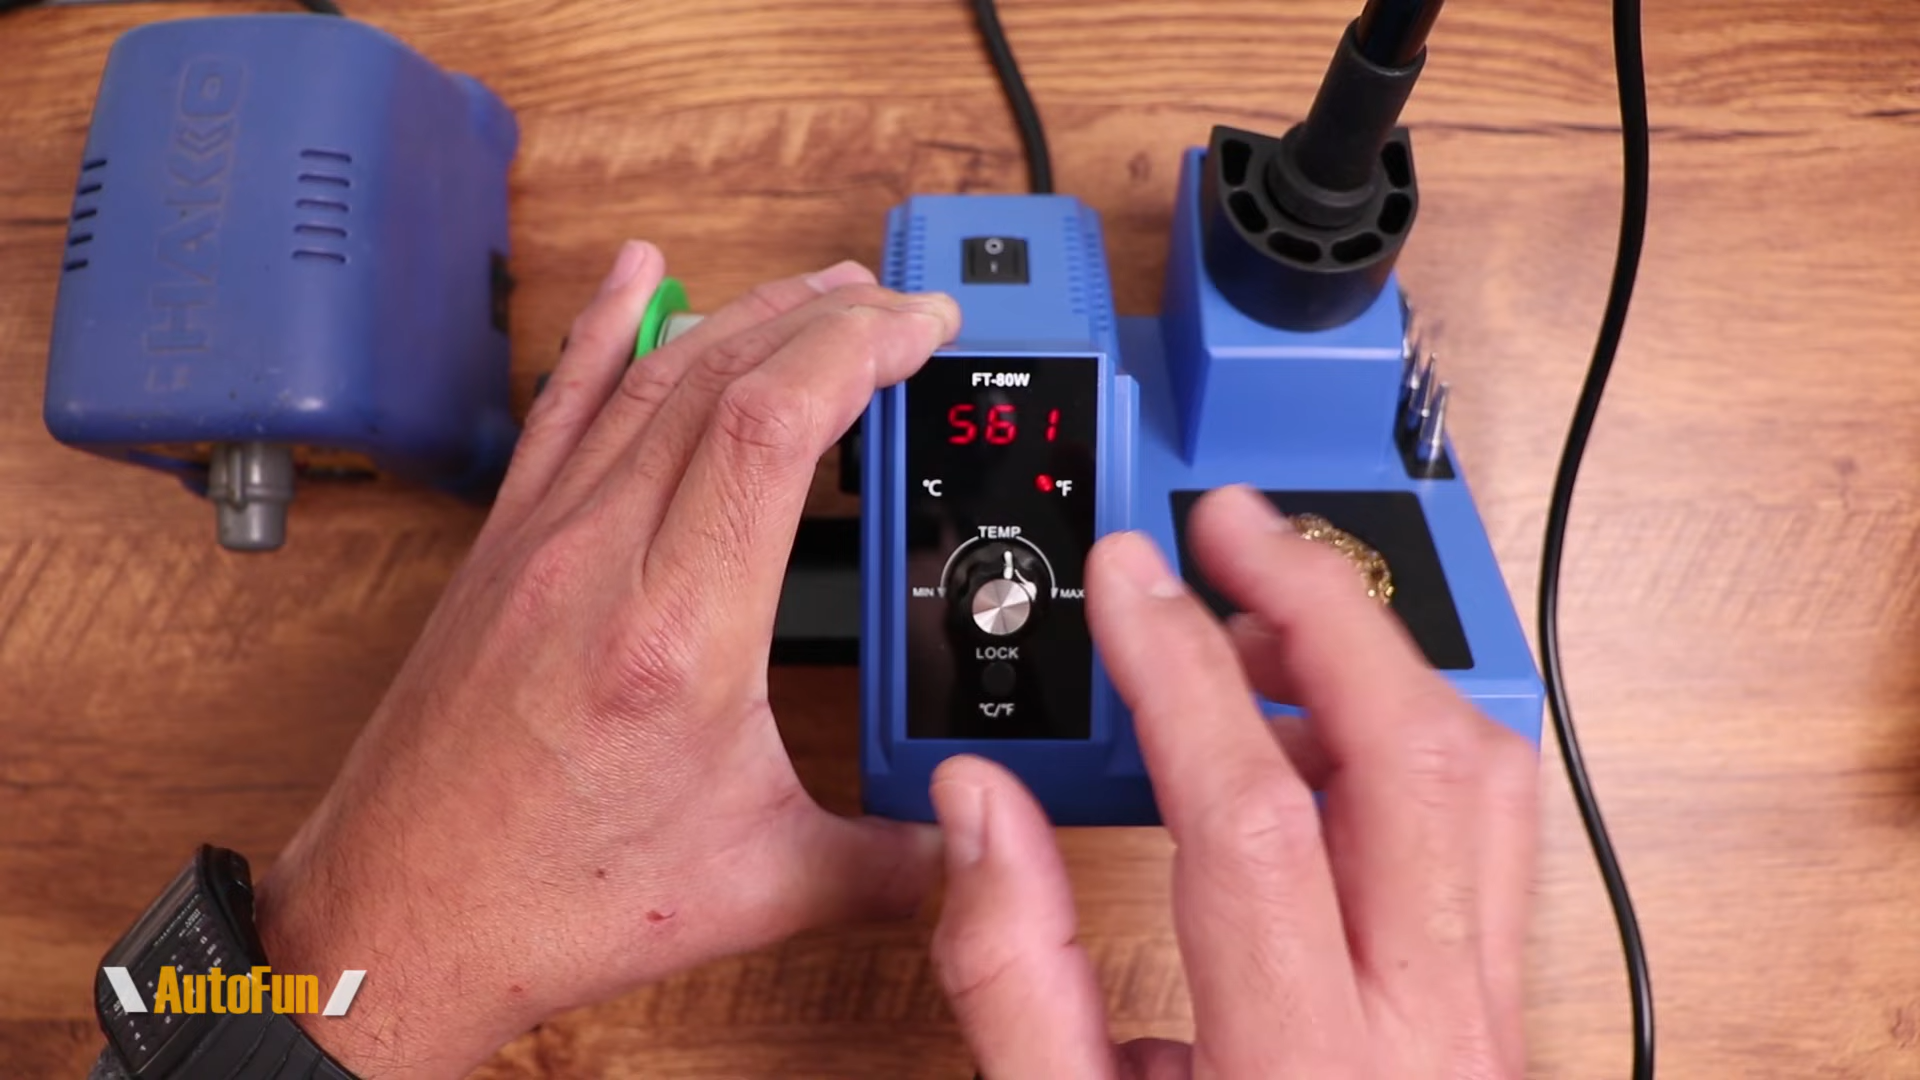 HAKKO
FT-80W
561
°C °F
TEMP
MIN MAX
LOCK
°C/°F
AutoFun